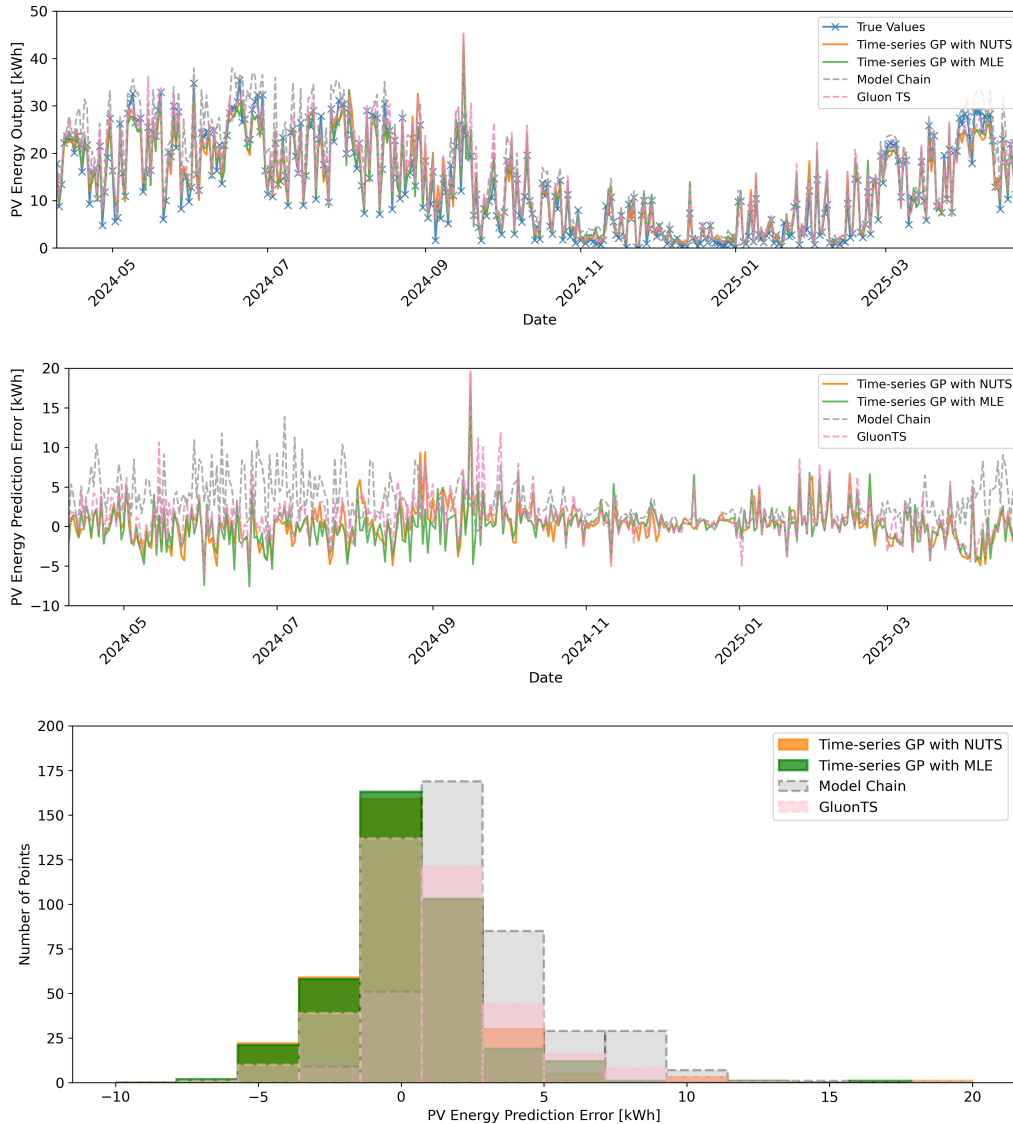 50
40
30
20
10
0
PV Energy Output [kWh]
True Values
Time-series GP with NUTS
Time-series GP with MLE
Model Chain
Gluon TS
2024-05
2024-07
2024-09
2024-11
2025-01
2025-03
Date
20
15
10
5
0
−5
−10
PV Energy Prediction Error [kWh]
Time-series GP with NUTS
Time-series GP with MLE
Model Chain
GluonTS
2024-05
2024-07
2024-09
2024-11
2025-01
2025-03
Date
200
175
150
125
100
75
50
25
0
Number of Points
Time-series GP with NUTS
Time-series GP with MLE
Model Chain
GluonTS
−10
−5
0
5
10
15
20
PV Energy Prediction Error [kWh]